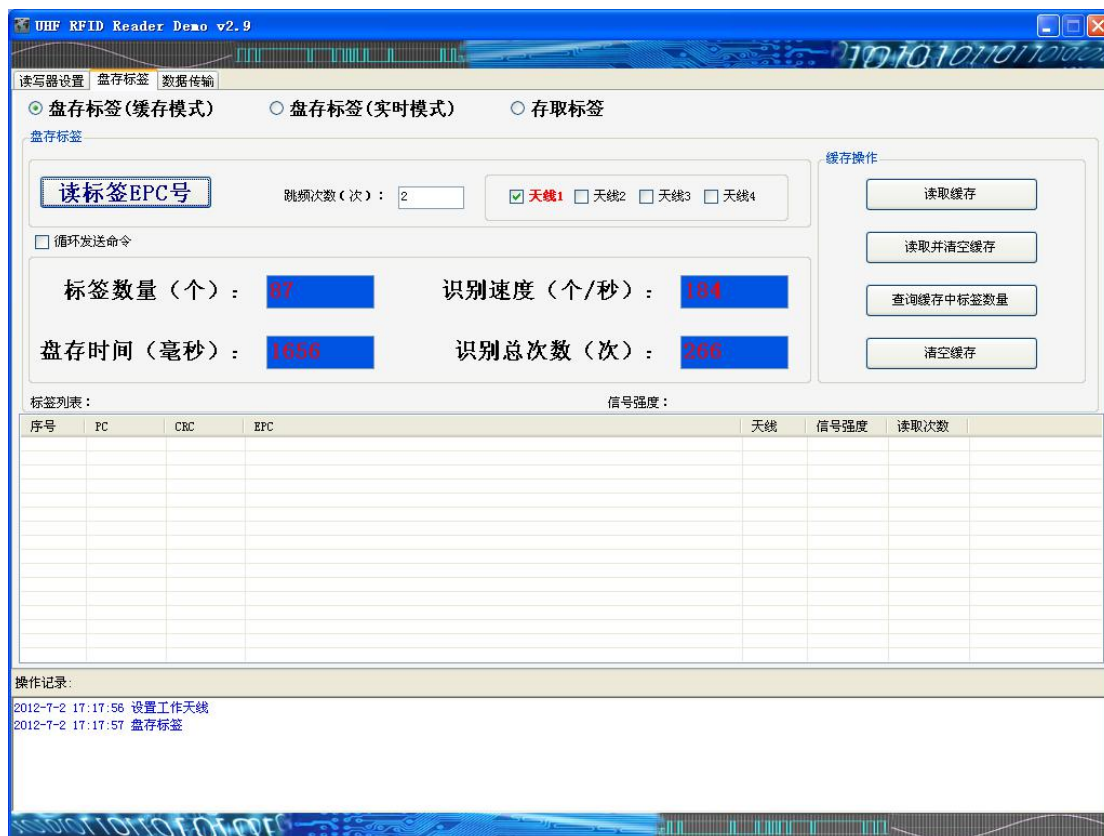 UHF RFID Reader Demo v2.9
读写器设置 盘存标签 数据传输
盘存标签(缓存模式) 盘存标签(实时模式) 存取标签
盘存标签
缓存操作
读标签EPC号 跳频次数(次): 2 天线1 天线2 天线3 天线4 读取缓存
循环发送命令 读取并清空缓存
标签数量(个): 87 识别速度(个/秒): 184 查询缓存中标签数量
盘存时间(毫秒): 1656 识别总次数(次): 266 清空缓存
标签列表: 信号强度:
序号 PC CRC EPC 天线 信号强度 读取次数
操作记录:
2012-7-2 17:17:56 设置工作天线
2012-7-2 17:17:57 盘存标签